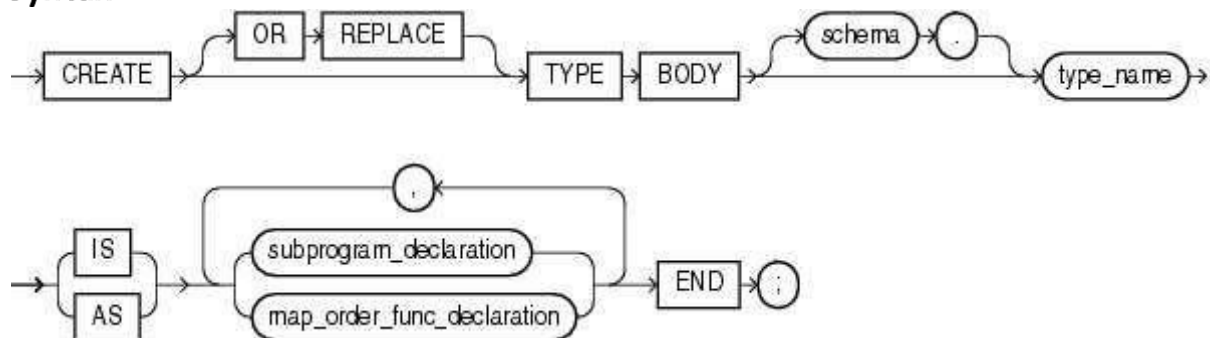 OR REPLACE schema .
CREATE TYPE BODY type_name
,
IS subprogram_declaration
END ;
AS map_order_func_declaration